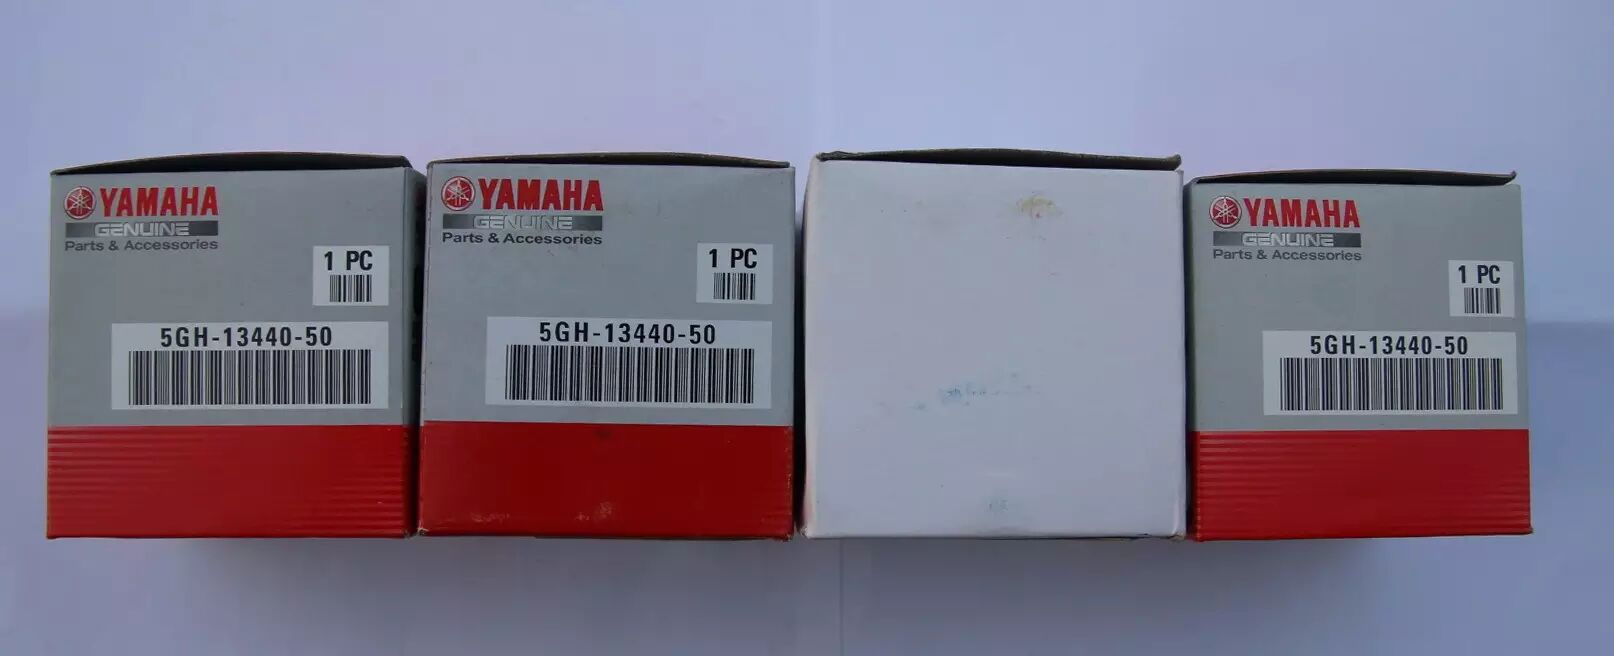 YAMAHA
GENUINE
Parts & Accessories
1 PC
5GH-13440-50
YAMAHA
GENUINE
Parts & Accessories
1 PC
5GH-13440-50
YAMAHA
GENUINE
Parts & Accessories
1 PC
5GH-13440-50